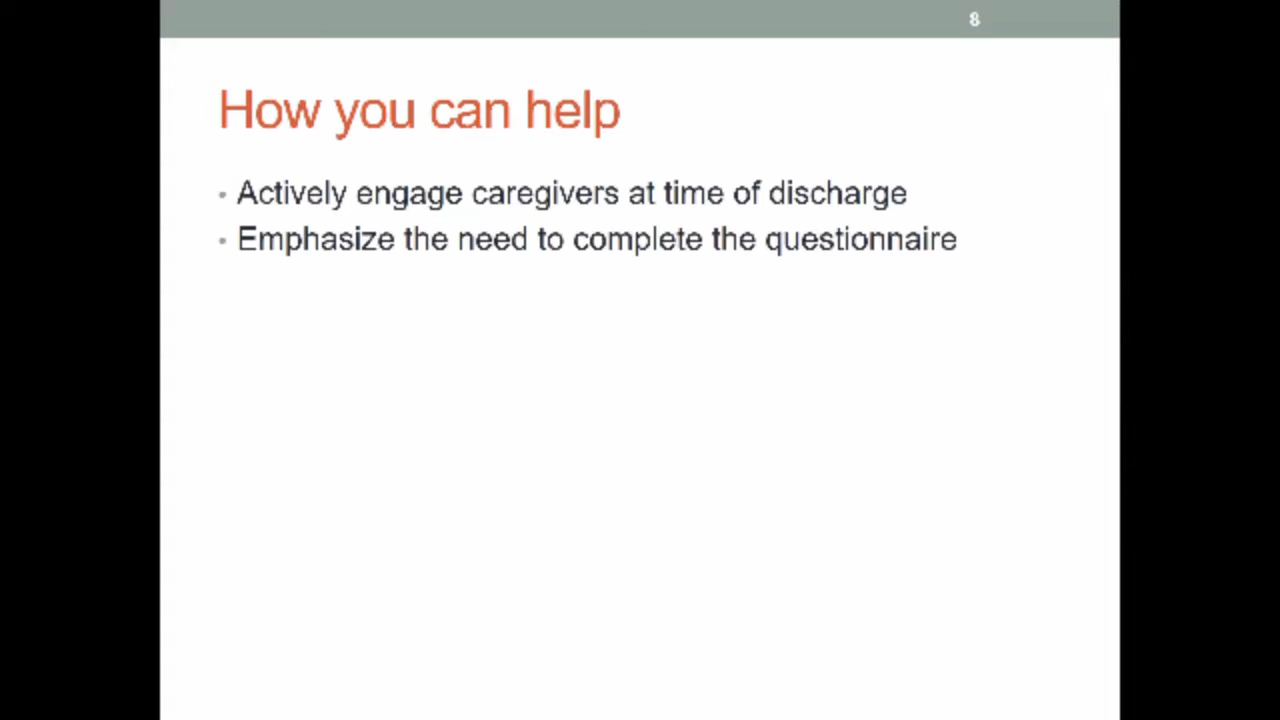 8
How you can help
• Actively engage caregivers at time of discharge
• Emphasize the need to complete the questionnaire